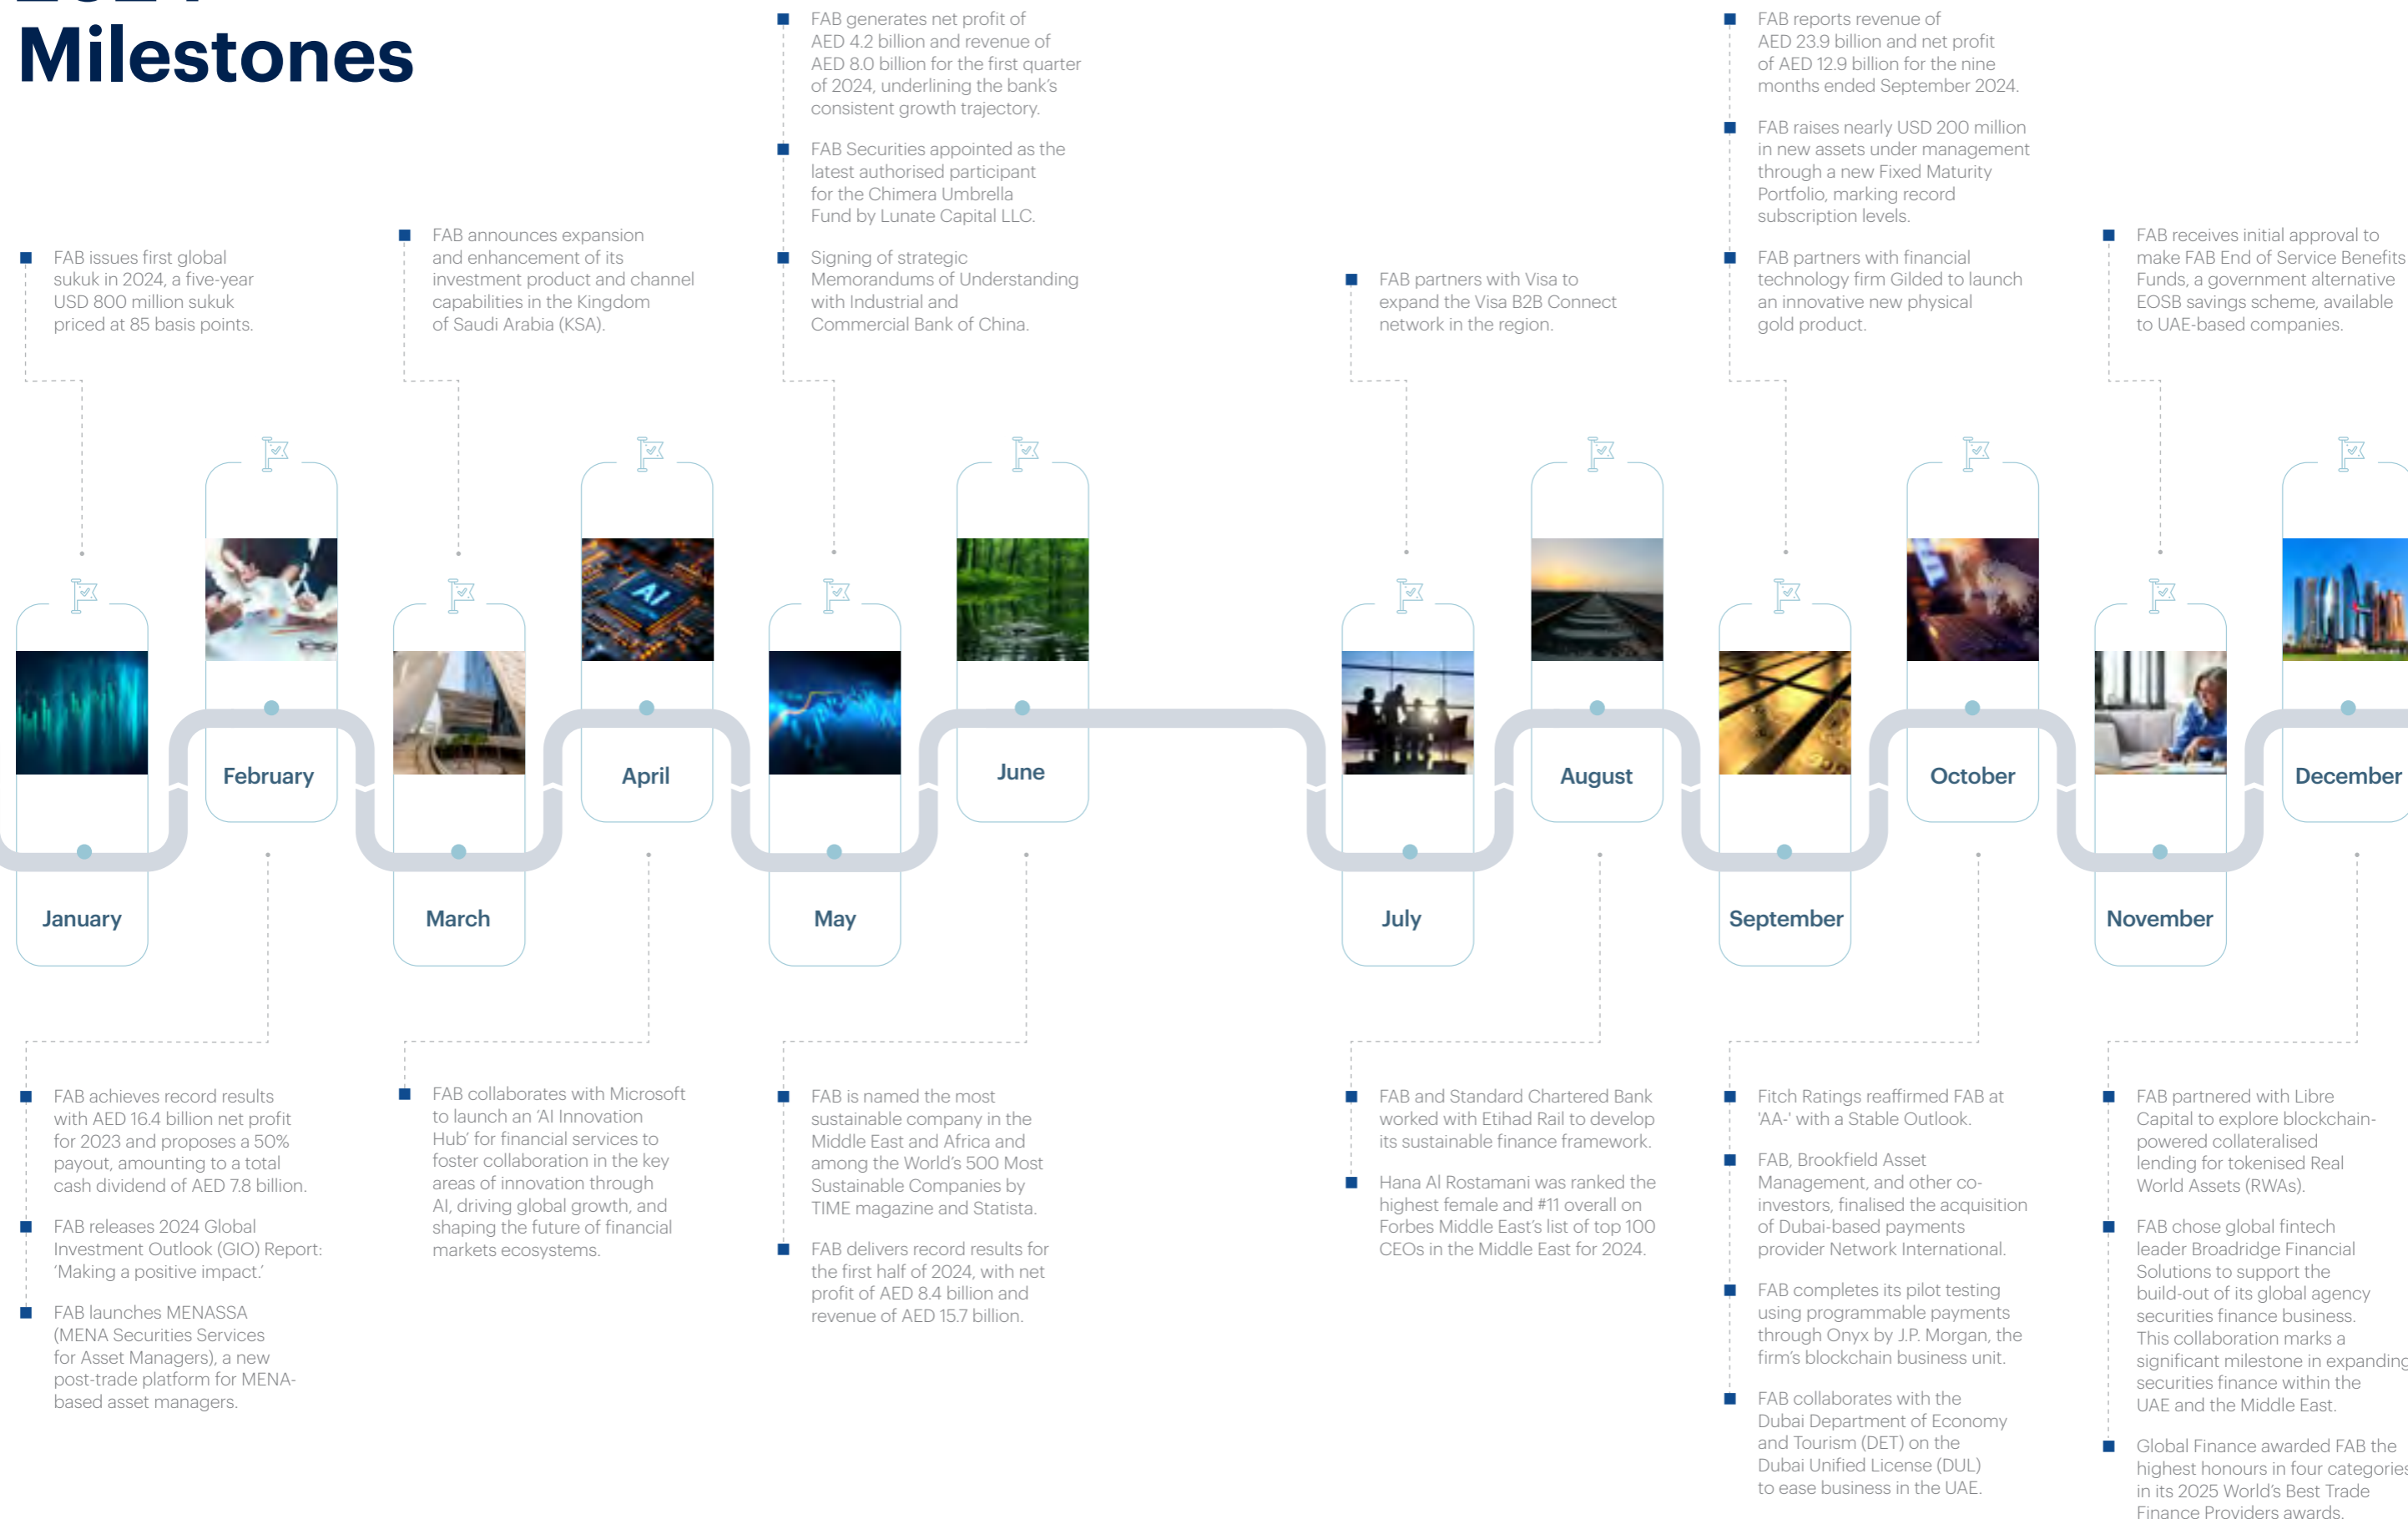 2024
Milestones
FAB issues first global
sukuk in 2024, a five-year
USD 800 million sukuk
priced at 85 basis points.
FAB announces expansion
and enhancement of its
investment product and channel
capabilities in the Kingdom
of Saudi Arabia (KSA).
FAB generates net profit of
AED 4.2 billion and revenue of
AED 8.0 billion for the first quarter
of 2024, underlining the bank's
consistent growth trajectory.
FAB Securities appointed as the
latest authorised participant
for the Chimera Umbrella
Fund by Lunate Capital LLC.
Signing of strategic
Memorandums of Understanding
with Industrial and
Commercial Bank of China.
FAB partners with Visa to
expand the Visa B2B Connect
network in the region.
FAB reports revenue of
AED 23.9 billion and net profit
of AED 12.9 billion for the nine
months ended September 2024.
FAB raises nearly USD 200 million
in new assets under management
through a new Fixed Maturity
Portfolio, marking record
subscription levels.
FAB partners with financial
technology firm Gilded to launch
an innovative new physical
gold product.
FAB receives initial approval to
make FAB End of Service Benefits
Funds, a government alternative
EOSB savings scheme, available
to UAE-based companies.
AI
January
February
March
April
May
June
July
August
September
October
November
December
FAB achieves record results
with AED 16.4 billion net profit
for 2023 and proposes a 50%
payout, amounting to a total
cash dividend of AED 7.8 billion.
FAB releases 2024 Global
Investment Outlook (GIO) Report:
'Making a positive impact.'
FAB launches MENASSA
(MENA Securities Services
for Asset Managers), a new
post-trade platform for MENA-
based asset managers.
FAB collaborates with Microsoft
to launch an 'AI Innovation
Hub' for financial services to
foster collaboration in the key
areas of innovation through
AI, driving global growth, and
shaping the future of financial
markets ecosystems.
FAB is named the most
sustainable company in the
Middle East and Africa and
among the World's 500 Most
Sustainable Companies by
TIME magazine and Statista.
FAB delivers record results for
the first half of 2024, with net
profit of AED 8.4 billion and
revenue of AED 15.7 billion.
FAB and Standard Chartered Bank
worked with Etihad Rail to develop
its sustainable finance framework.
Hana Al Rostamani was ranked the
highest female and #11 overall on
Forbes Middle East's list of top 100
CEOs in the Middle East for 2024.
Fitch Ratings reaffirmed FAB at
'AA-' with a Stable Outlook.
FAB, Brookfield Asset
Management, and other co-
investors, finalised the acquisition
of Dubai-based payments
provider Network International.
FAB completes its pilot testing
using programmable payments
through Onyx by J.P. Morgan, the
firm's blockchain business unit.
FAB collaborates with the
Dubai Department of Economy
and Tourism (DET) on the
Dubai Unified License (DUL)
to ease business in the UAE.
FAB partnered with Libre
Capital to explore blockchain-
powered collateralised
lending for tokenised Real
World Assets (RWAs).
FAB chose global fintech
leader Broadridge Financial
Solutions to support the
build-out of its global agency
securities finance business.
This collaboration marks a
significant milestone in expanding
securities finance within the
UAE and the Middle East.
Global Finance awarded FAB the
highest honours in four categories
in its 2025 World's Best Trade
Finance Providers awards.